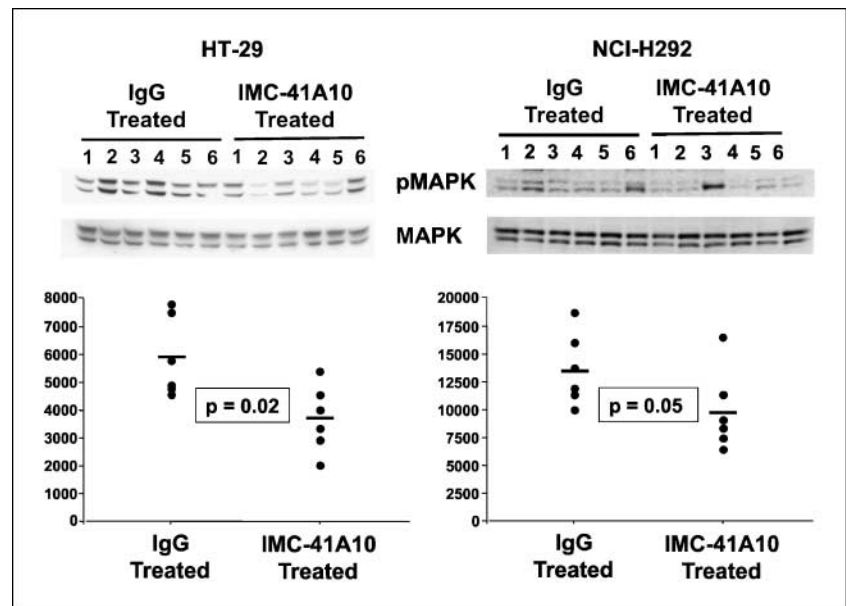 HT-29
NCI-H292
IgG
Treated
IMC-41A10
Treated
IgG
Treated
IMC-41A10
Treated
1 2 3 4 5 6 1 2 3 4 5 6
1 2 3 4 5 6 1 2 3 4 5 6
pMAPK
MAPK
8000
7000
6000
5000
4000
3000
2000
1000
0
p = 0.02
IgG
Treated
IMC-41A10
Treated
20000
17500
15000
12500
10000
7500
5000
2500
0
p = 0.05
IgG
Treated
IMC-41A10
Treated